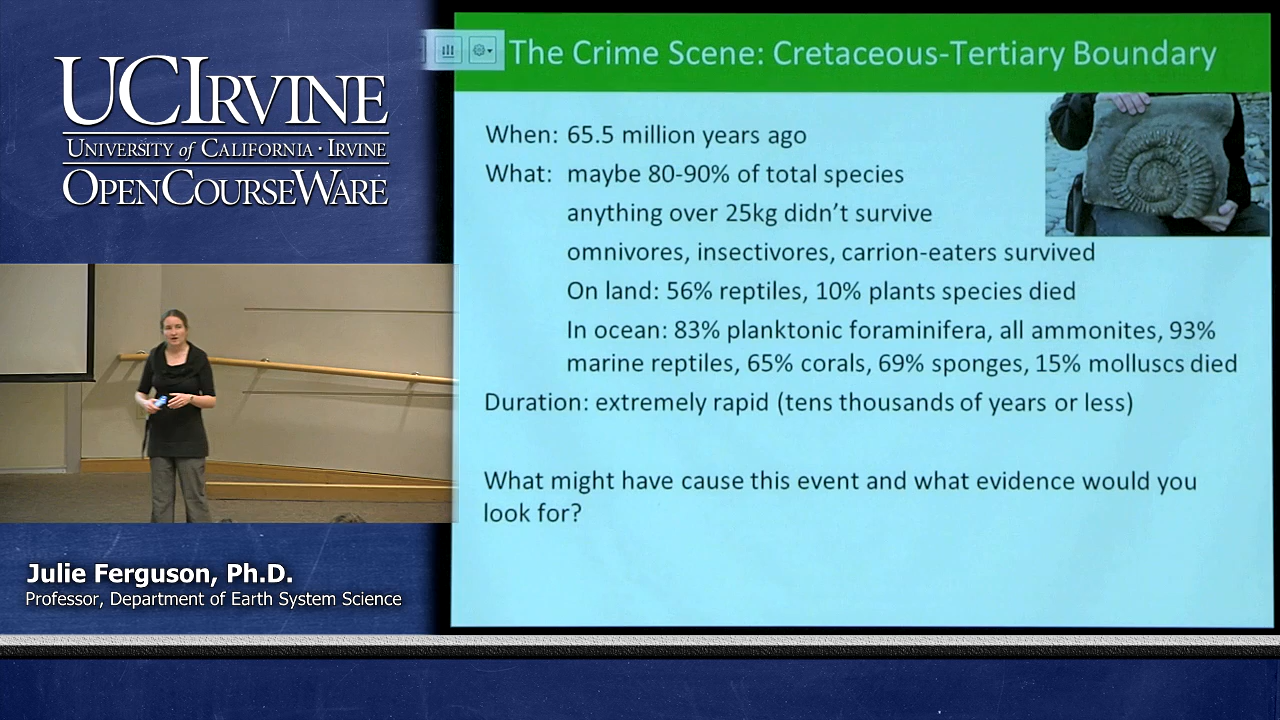 UCIRVINE
UNIVERSITY of CALIFORNIA · IRVINE
OPENCOURSEWARE
The Crime Scene: Cretaceous-Tertiary Boundary
When: 65.5 million years ago
What: maybe 80-90% of total species
anything over 25kg didn't survive
omnivores, insectivores, carrion-eaters survived
On land: 56% reptiles, 10% plants species died
In ocean: 83% planktonic foraminifera, all ammonites, 93%
marine reptiles, 65% corals, 69% sponges, 15% molluscs died
Duration: extremely rapid (tens thousands of years or less)
What might have cause this event and what evidence would you
look for?
Julie Ferguson, Ph.D.
Professor, Department of Earth System Science